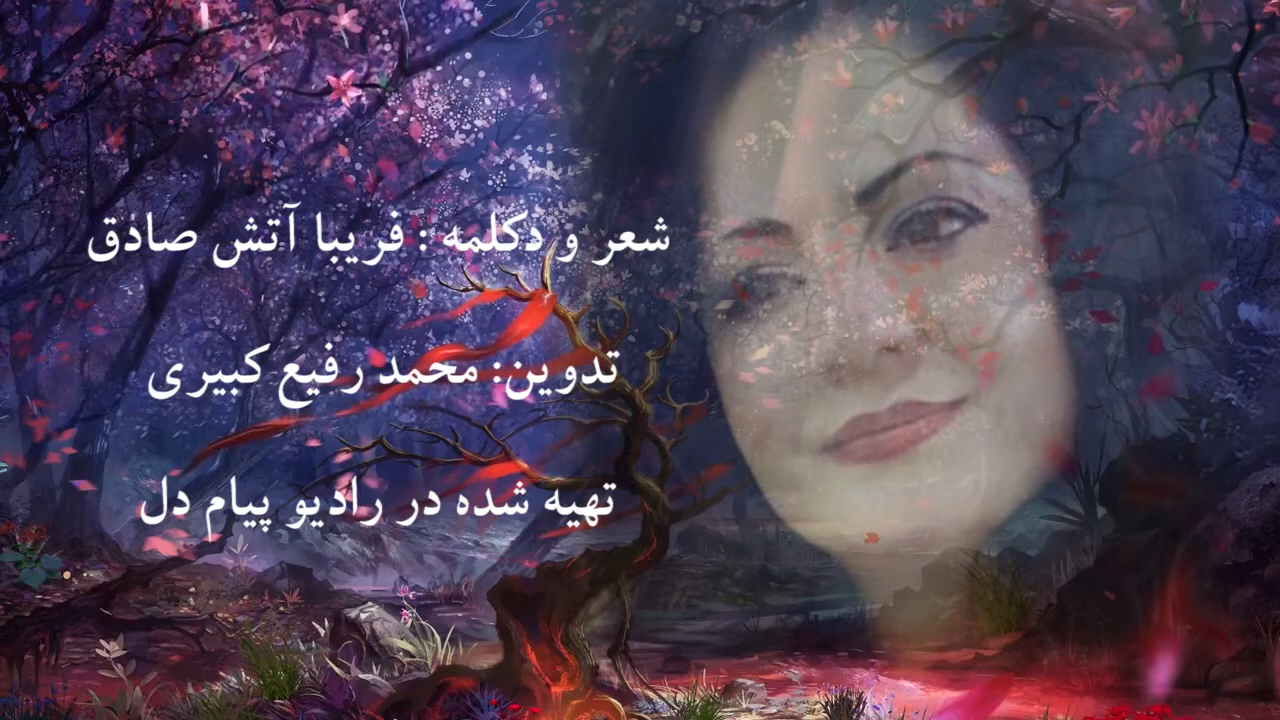 شعر و دکلمه : فریبا آتش صادق
تدوین: محمد رفیع کبیری
تهیه شده در رادیو پیام دل